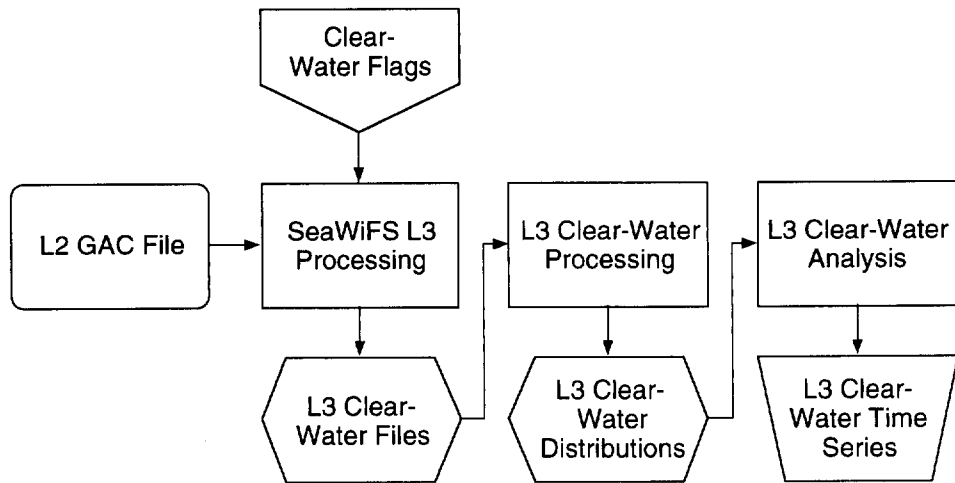 Clear-
Water Flags
L2 GAC File
SeaWiFS L3
Processing
L3 Clear-Water
Processing
L3 Clear-Water
Analysis
L3 Clear-
Water Files
L3 Clear-
Water
Distributions
L3 Clear-
Water Time
Series